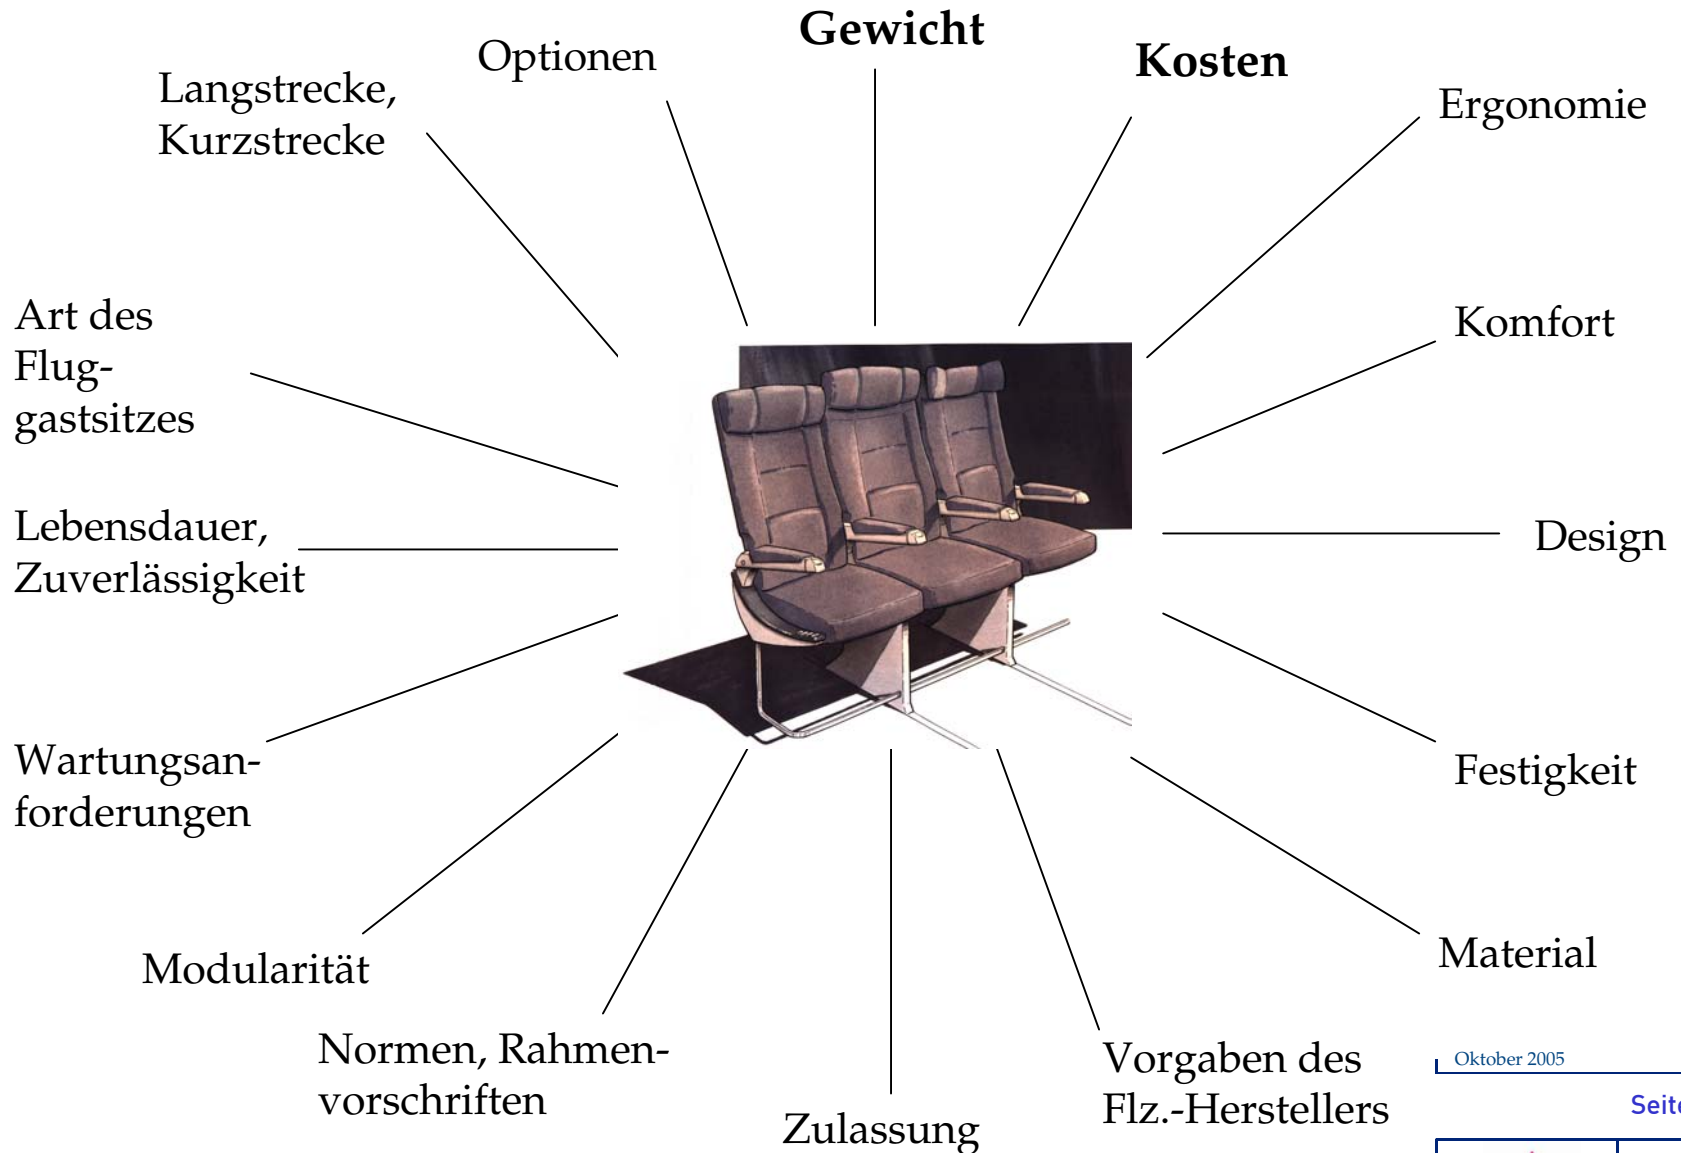 Gewicht
Optionen
Kosten
Langstrecke,
Kurzstrecke
Ergonomie
Art des
Flug-
gastsitzes
Komfort
Lebensdauer,
Zuverlässigkeit
Design
Wartungsan-
forderungen
Festigkeit
Modularität
Material
Normen, Rahmen-
vorschriften
Vorgaben des
Flz.-Herstellers
Zulassung
Oktober 2005
Seite